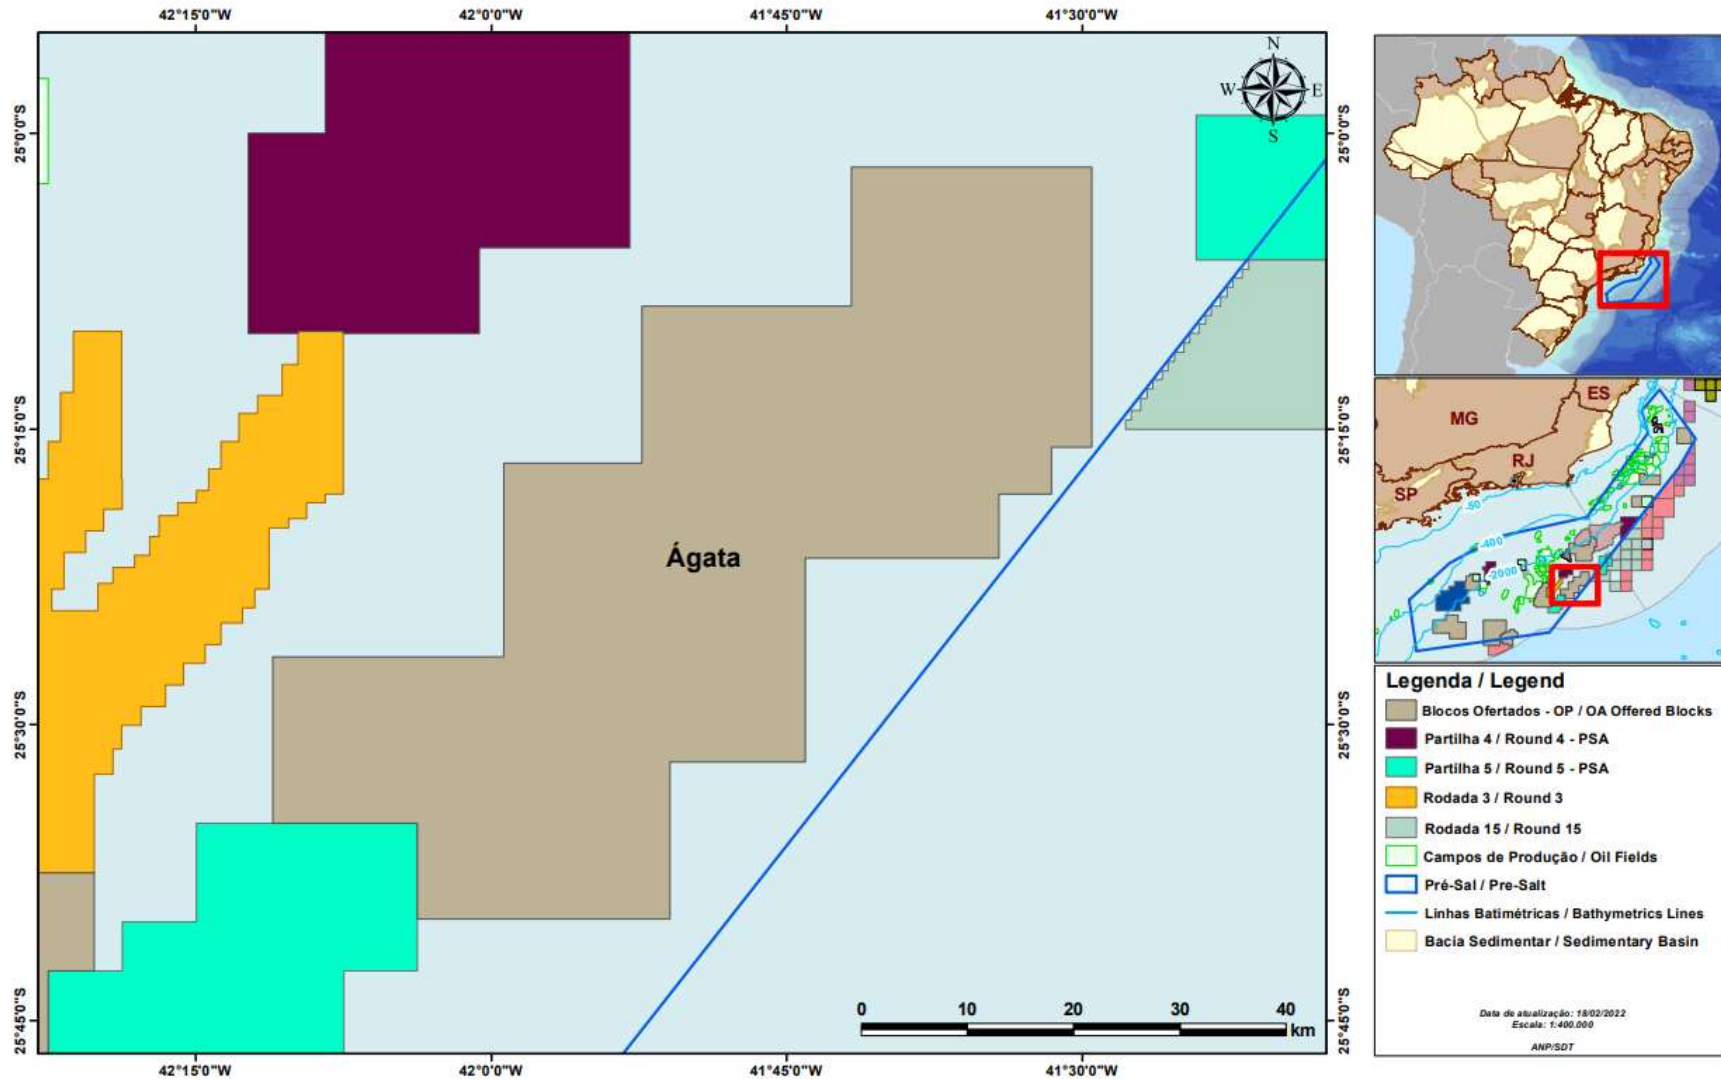 42°15'0"W
42°0'0"W
41°45'0"W
41°30'0"W
N
W
E
S
25°0'0"S
25°0'0"S
25°15'0"S
25°15'0"S
Ágata
25°30'0"S
25°30'0"S
25°45'0"S
25°45'0"S
0 10 20 30 40
km
42°15'0"W
42°0'0"W
41°45'0"W
41°30'0"W
ES
MG
RJ
SP
-50
-400
-2000
Legenda / Legend
Blocos Ofertados - OP / OA Offered Blocks
Partilha 4 / Round 4 - PSA
Partilha 5 / Round 5 - PSA
Rodada 3 / Round 3
Rodada 15 / Round 15
Campos de Produção / Oil Fields
Pré-Sal / Pre-Salt
Linhas Batimétricas / Bathymetrics Lines
Bacia Sedimentar / Sedimentary Basin
Data de atualização: 18/02/2022
Escala: 1:400.000
ANP/SDT